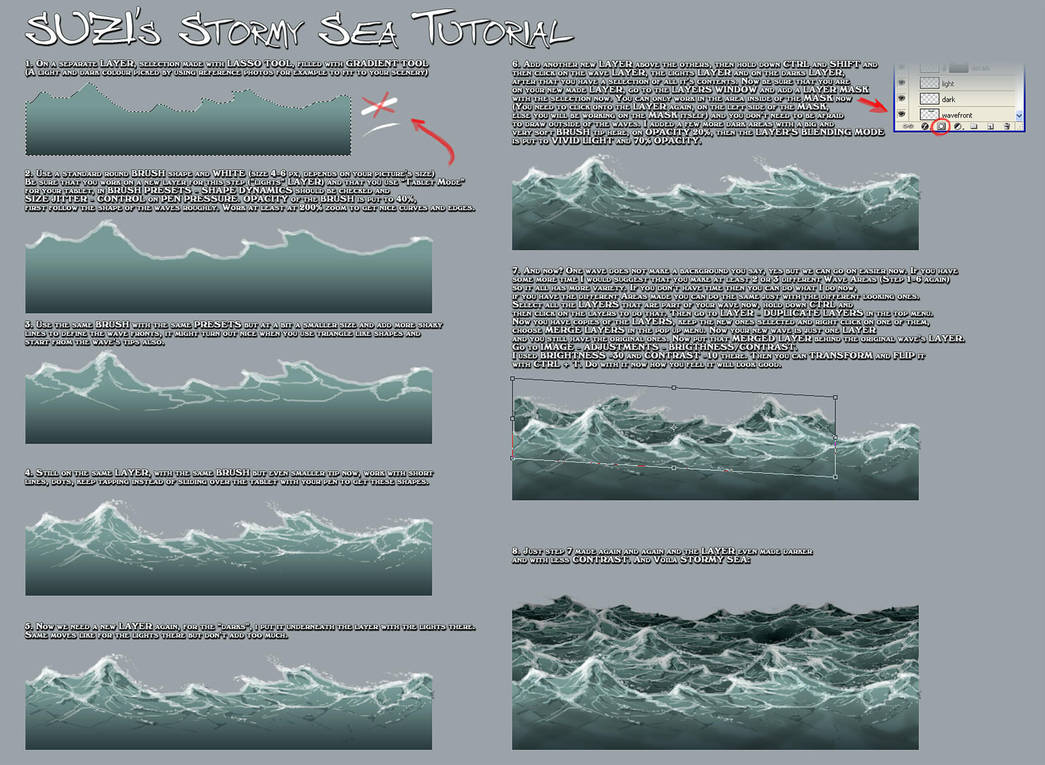 SUZI's Stormy Sea Tutorial
1. On a separate LAYER, selection made with LASSO TOOL, filled with GRADIENT TOOL
(A light and dark colour picked by using reference photos for example to fit to your scenery)
2. Use a standard round BRUSH shape and WHITE (size 4-6 px, depends on your picture's size)
Be sure that you work on a new layer for this step ("Lights" LAYER) and that you use "Tablet Mode"
for your tablet, in BRUSH PRESETS _ SHAPE DYNAMICS should be checked and
SIZE JITTER _ CONTROL on PEN PRESSURE. OPACITY of the BRUSH is put to 40%,
first follow the shape of the waves roughly. Work at least at 200% zoom to get nice curves and edges.
3. Use the same BRUSH with the same PRESETS but at a bit a smaller size and add more shaky
lines to define the wave fronts, it might turn out nice when you use triangle like shapes and
start from the wave's tips also.
4. Still on the same LAYER, with the same BRUSH but even smaller tip now, work with short
lines, dots, keep tapping instead of sliding over the tablet with your pen to get these shapes.
5. Now we need a new LAYER again, for the "darks". I put it underneath the layer with the lights there.
Same moves like for the lights there but don't add too much.
6. Add another new LAYER above the others, then hold down CTRL and SHIFT and
then click on the wave LAYER, the lights LAYER and on the darks LAYER,
after that you have a selection of all its contents. Now be sure that you are
on your new made LAYER, go to the LAYERS WINDOW and add a LAYER MASK
with the selection now. You can only work in the area inside of the MASK now
(You need to click onto the LAYER again, on the left side of the MASK,
else you will be working on the MASK itself) and you don't need to be afraid
to draw outside of the waves. I added a few more dark areas with a big and
very soft BRUSH tip here, on OPACITY 20%, then the LAYER'S BLENDING MODE
is put to VIVID LIGHT and 70% OPACITY.
light
dark
wavefront
7. And now? One wave does not make a background you say, yes but we can go on easier now. If you have
some more time I would suggest that you make at least 2 or 3 different Wave Areas (Step 1-6 again)
so it all has more variety. If you don't have time then you can do what I do now,
if you have the different Areas made you can do the same just with the different looking ones.
Select all the LAYERS that are part of your wave now, hold down CTRL and
then click on the layers to do that. Then go to LAYER _ DUPLICATE LAYERS in the top menu.
Now you have copies of the LAYERS, keep the new ones selected and right click on one of them,
choose MERGE LAYERS in the pop up menu. Now your new wave is just one LAYER
and you still have the original ones. Now put that MERGED LAYER behind the original wave's LAYER.
Go to IMAGE _ ADJUSTMENTS _ BRIGTHNESS/CONTRAST.
I used BRIGHTNESS -30 and CONTRAST -10 there. Then you can TRANSFORM and FLIP it
with CTRL + T. Do with it now how you feel it will look good.
8. Just step 7 made again and again and the LAYER even made darker
and with less CONTRAST. And Voila STORMY SEA: